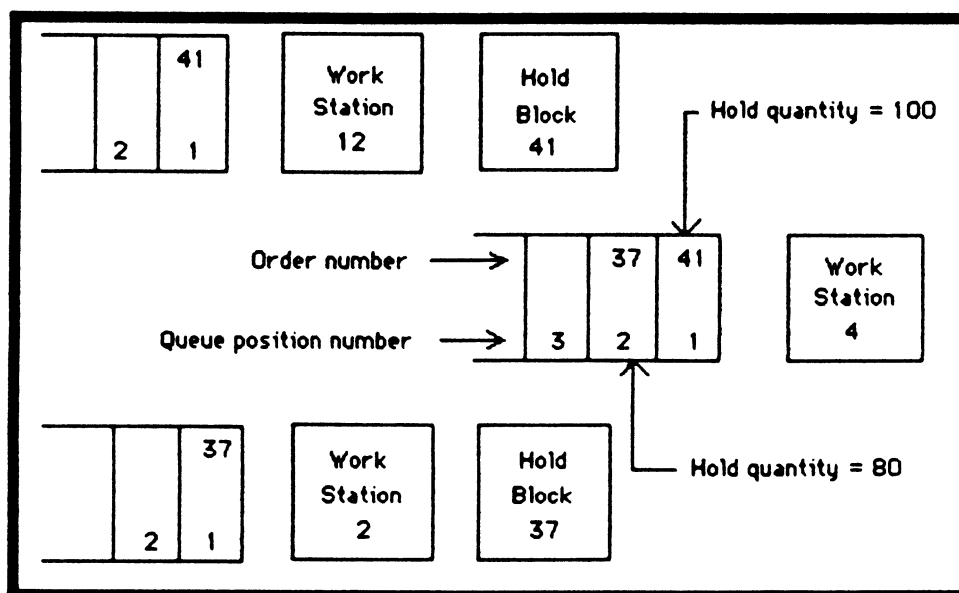 41
2 1
Work
Station
12
Hold
Block
41
Hold quantity = 100
Order number
Queue position number
37 41
3 2 1
Work
Station
4
37
2 1
Work
Station
2
Hold
Block
37
Hold quantity = 80